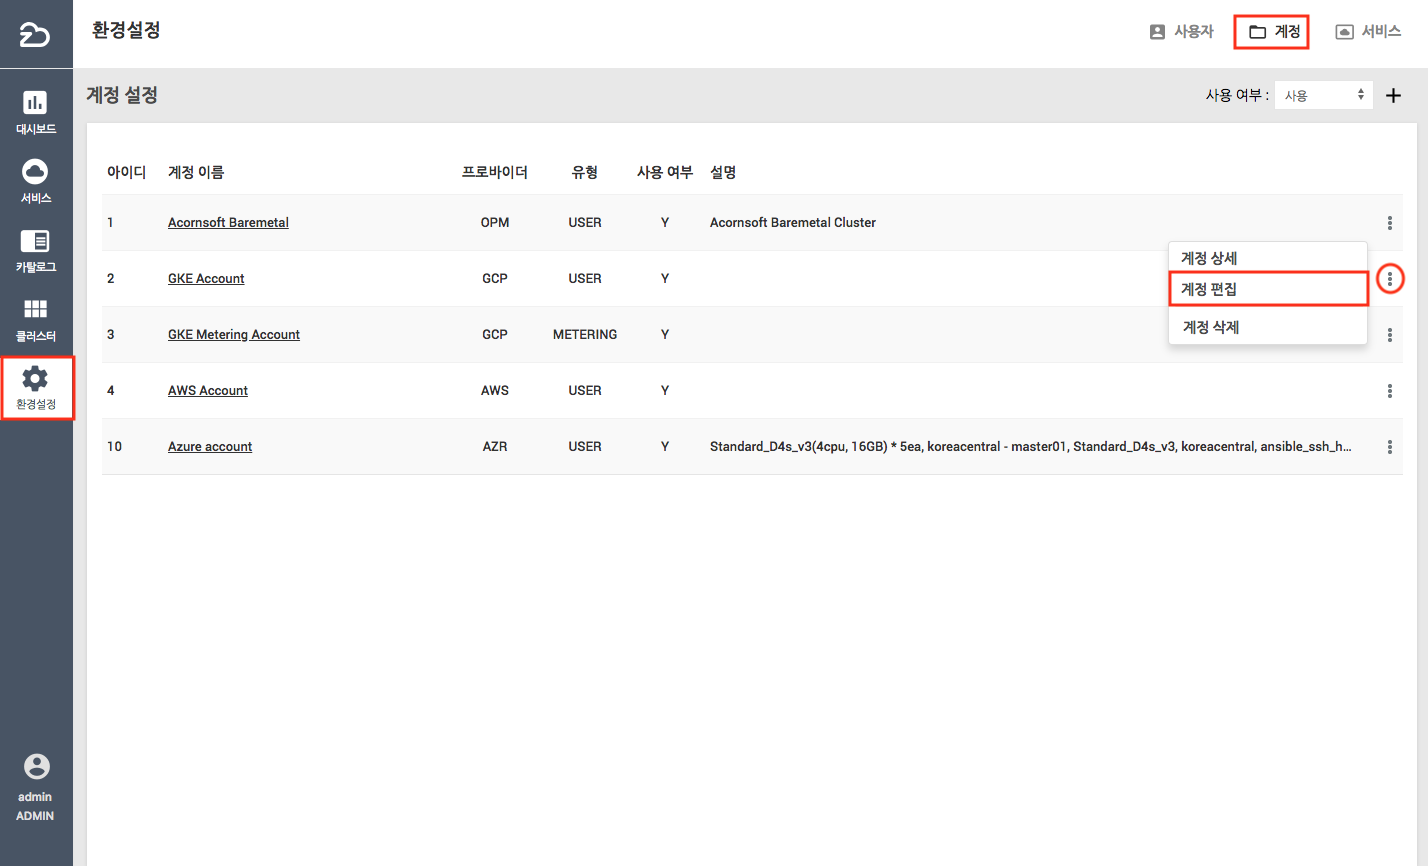 환경설정
사용자
계정
서비스
대시보드
서비스
카탈로그
클러스터
환경설정
admin
ADMIN
계정 설정
사용 여부 : 사용
아이디 계정 이름 프로바이더 유형 사용 여부 설명
1 Acornsoft Baremetal OPM USER Y Acornsoft Baremetal Cluster
2 GKE Account GCP USER Y
3 GKE Metering Account GCP METERING Y
4 AWS Account AWS USER Y
10 Azure account AZR USER Y Standard_D4s_v3(4cpu, 16GB) * 5ea, koreacentral - master01, Standard_D4s_v3, koreacentral, ansible_ssh_h...
계정 상세
계정 편집
계정 삭제